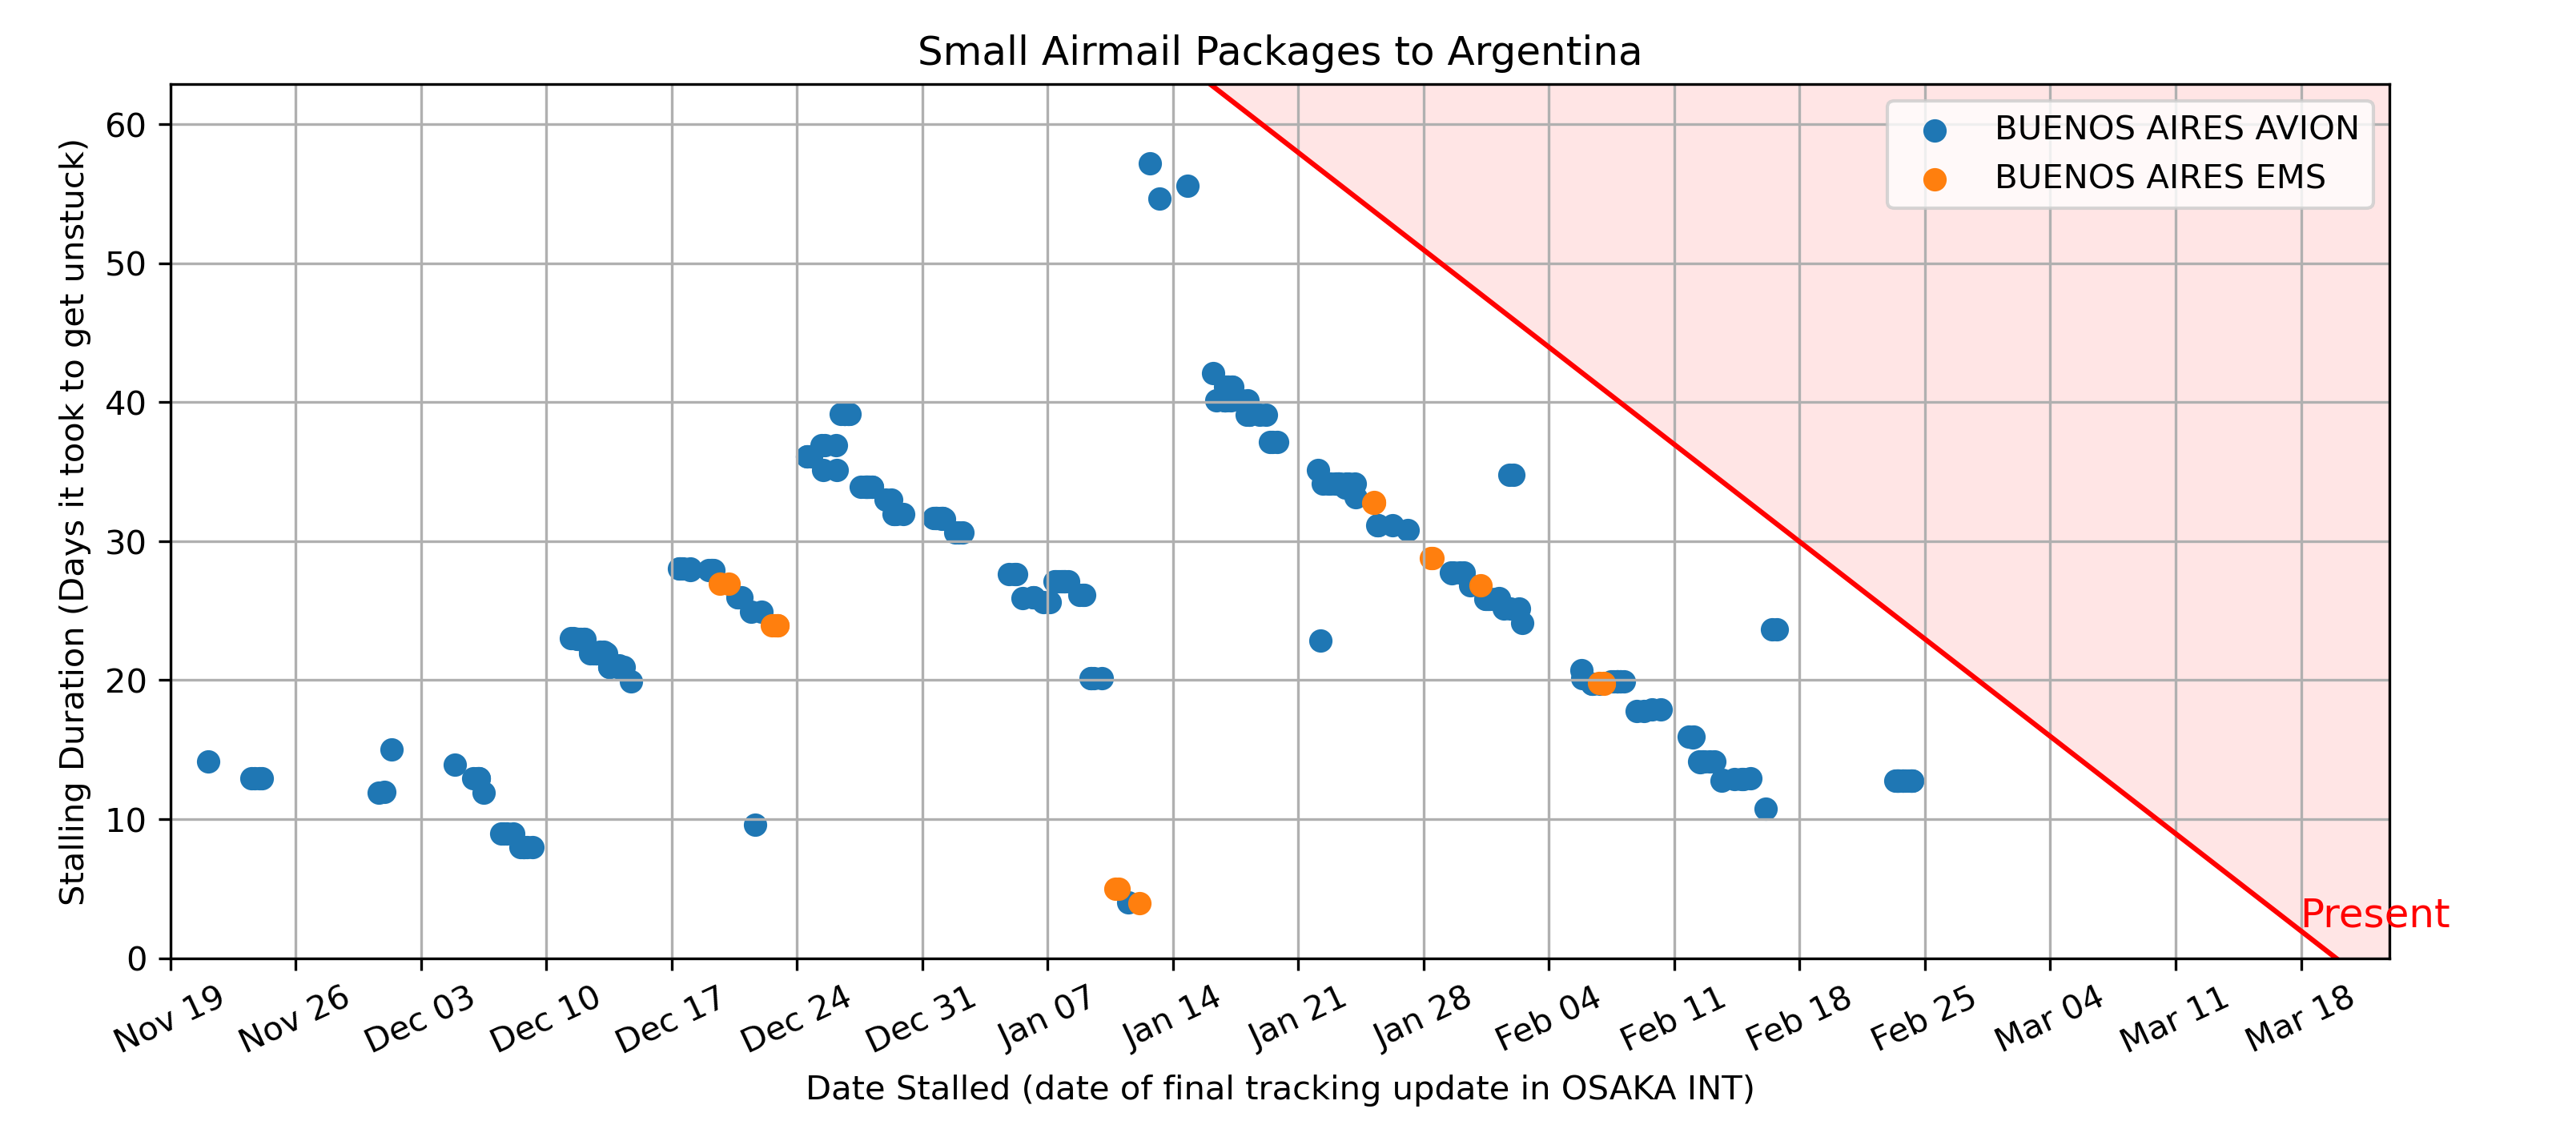 Small Airmail Packages to Argentina
BUENOS AIRES AVION
BUENOS AIRES EMS
Stalling Duration (Days it took to get unstuck)
60
50
40
30
20
10
0
Present
Nov 19
Nov 26
Dec 03
Dec 10
Dec 17
Dec 24
Dec 31
Jan 07
Jan 14
Jan 21
Jan 28
Feb 04
Feb 11
Feb 18
Feb 25
Mar 04
Mar 11
Mar 18
Date Stalled (date of final tracking update in OSAKA INT)